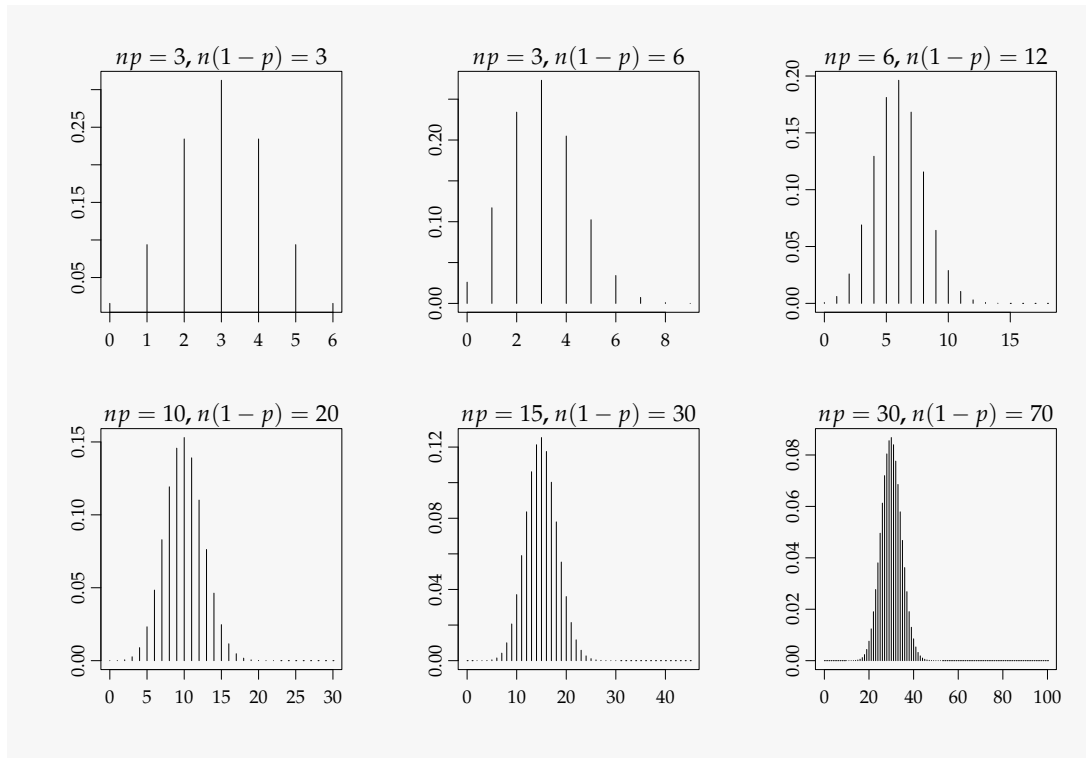 np = 3, n(1 − p) = 3
0.05 0.15 0.25
0 1 2 3 4 5 6
np = 3, n(1 − p) = 6
0.00 0.10 0.20
0 2 4 6 8
np = 6, n(1 − p) = 12
0.00 0.05 0.10 0.15 0.20
0 5 10 15
np = 10, n(1 − p) = 20
0.00 0.05 0.10 0.15
0 5 10 15 20 25 30
np = 15, n(1 − p) = 30
0.00 0.04 0.08 0.12
0 10 20 30 40
np = 30, n(1 − p) = 70
0.00 0.02 0.04 0.06 0.08
0 20 40 60 80 100